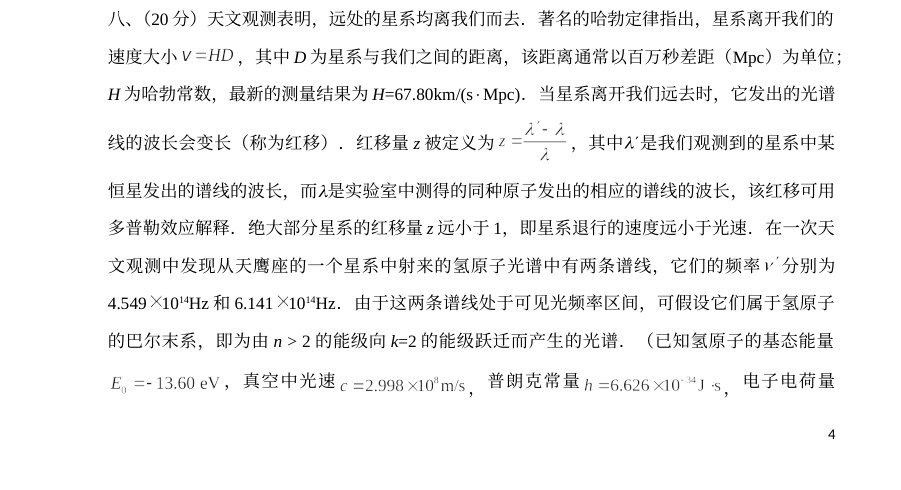 八、（20 分）天文观测表明，远处的星系均离我们而去．著名的哈勃定律指出，星系离开我们的
速度大小 v=HD ，其中 D 为星系与我们之间的距离，该距离通常以百万秒差距（Mpc）为单位；
H 为哈勃常数，最新的测量结果为 H=67.80km/(s·Mpc)．当星系离开我们远去时，它发出的光谱
线的波长会变长（称为红移）．红移量 z 被定义为 z=(λ′-λ)/λ ，其中λ′是我们观测到的星系中某
恒星发出的谱线的波长，而λ是实验室中测得的同种原子发出的相应的谱线的波长，该红移可用
多普勒效应解释．绝大部分星系的红移量 z 远小于 1，即星系退行的速度远小于光速．在一次天
文观测中发现从天鹰座的一个星系中射来的氢原子光谱中有两条谱线，它们的频率 ν′ 分别为
4.549×10¹⁴Hz 和 6.141×10¹⁴Hz．由于这两条谱线处于可见光频率区间，可假设它们属于氢原子
的巴尔末系，即为由 n > 2 的能级向 k=2 的能级跃迁而产生的光谱．（已知氢原子的基态能量
E₀=-13.60 eV ，真空中光速 c=2.998×10⁸m/s ，普朗克常量 h=6.626×10⁻³⁴J·s ，电子电荷量
4